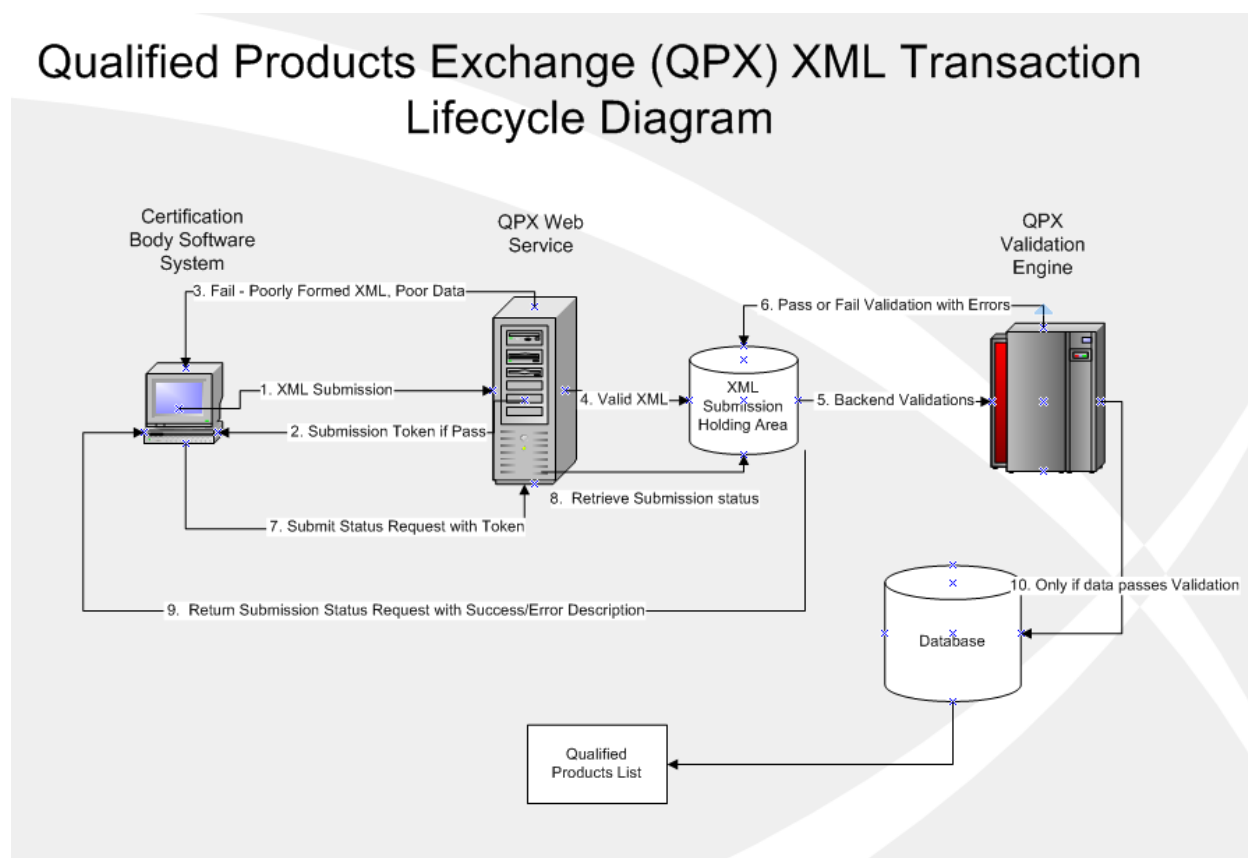 Qualified Products Exchange (QPX) XML Transaction
Lifecycle Diagram
Certification
Body Software
System
QPX Web
Service
QPX
Validation
Engine
3. Fail - Poorly Formed XML, Poor Data
6. Pass or Fail Validation with Errors
1. XML Submission
4. Valid XML
XML
Submission
Holding Area
5. Backend Validations
2. Submission Token if Pass
8. Retrieve Submission status
7. Submit Status Request with Token
10. Only if data passes Validation
9. Return Submission Status Request with Success/Error Description
Database
Qualified
Products List